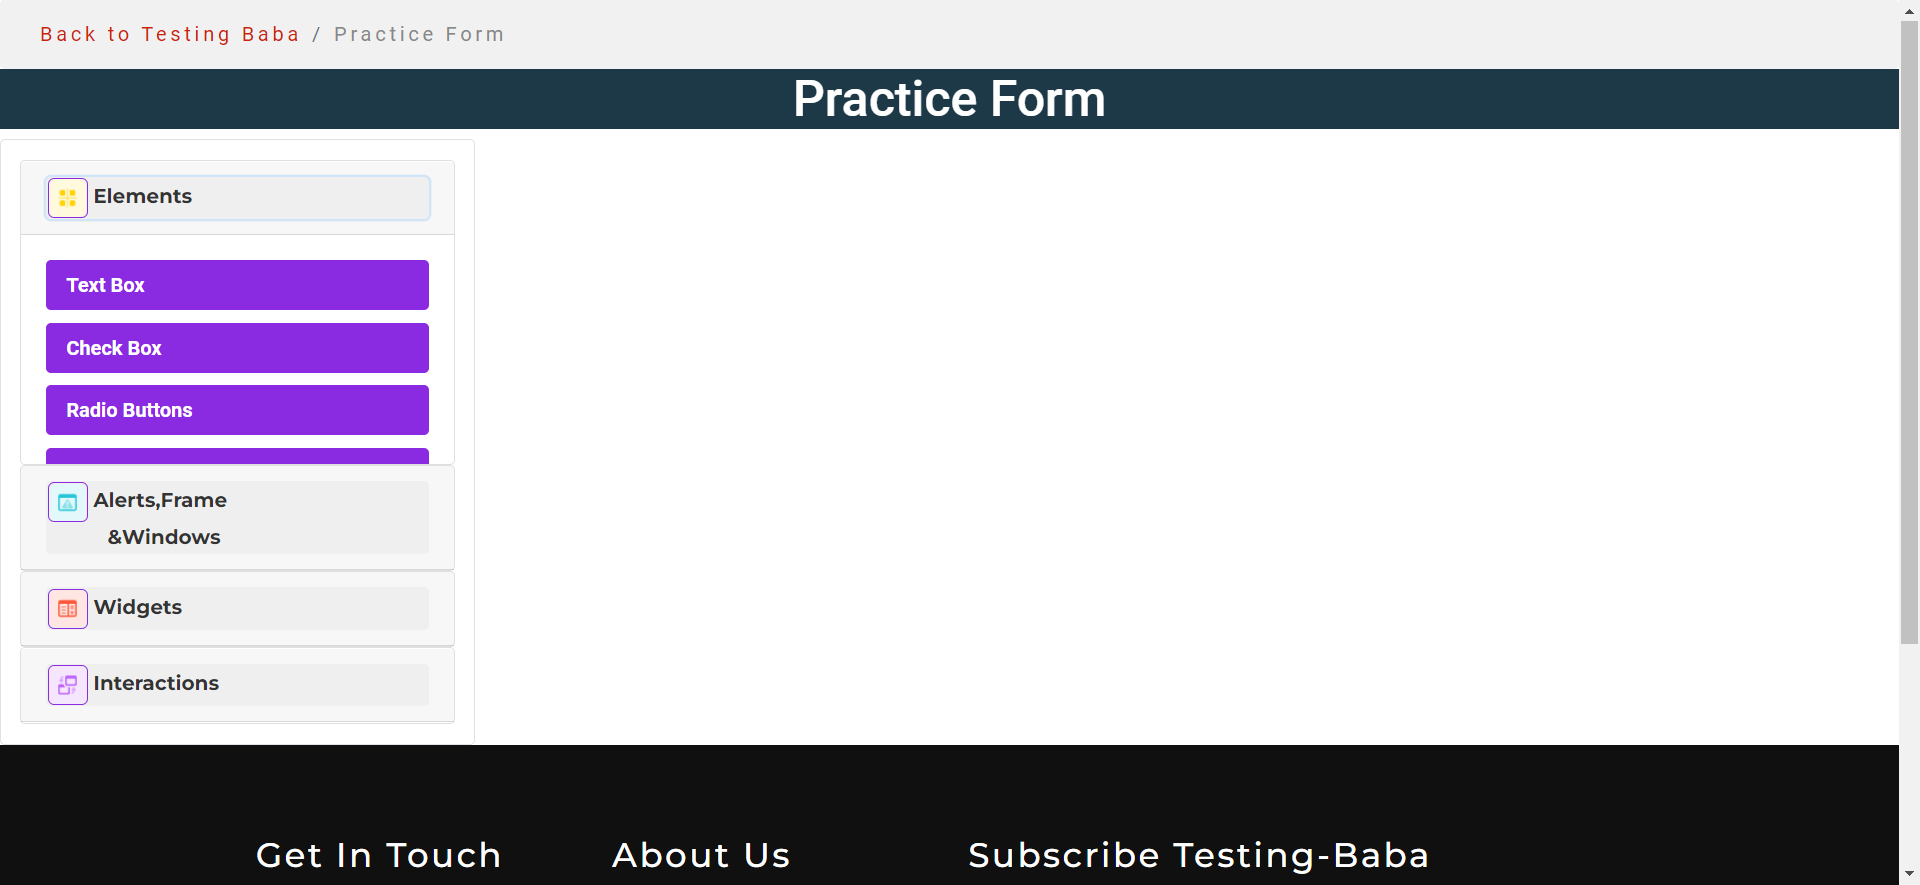 Back to Testing Baba / Practice Form
Practice Form
Elements
Text Box
Check Box
Radio Buttons
Alerts,Frame
&Windows
Widgets
Interactions
Get In Touch
About Us
Subscribe Testing-Baba